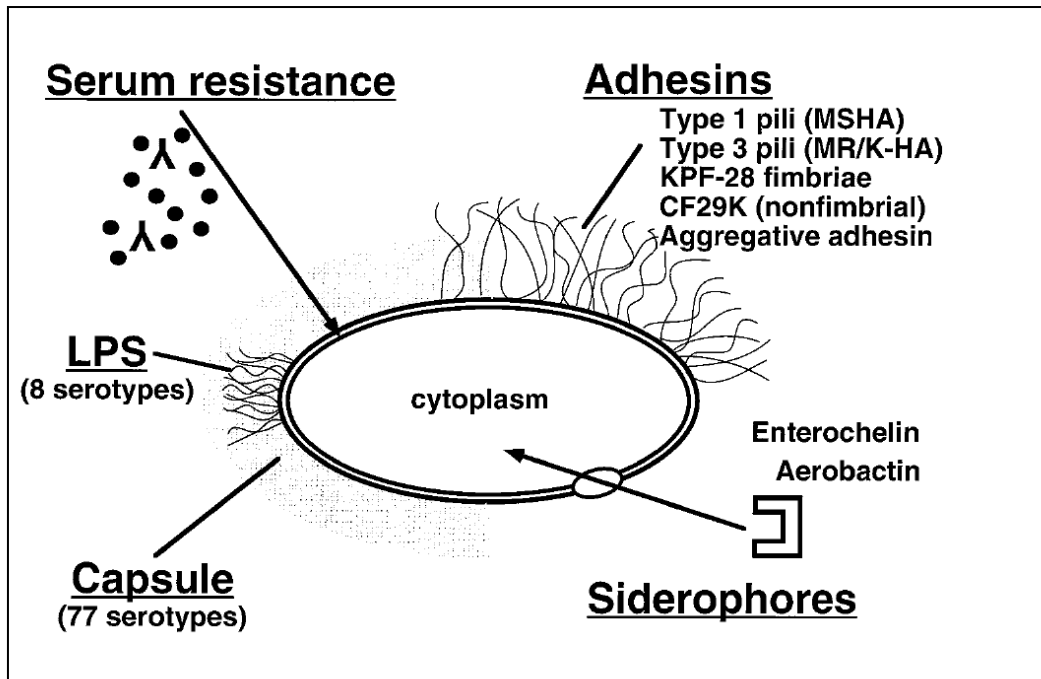 Serum resistance
Adhesins
Type 1 pili (MSHA)
Type 3 pili (MR/K-HA)
KPF-28 fimbriae
CF29K (nonfimbrial)
Aggregative adhesin
LPS
(8 serotypes)
cytoplasm
Enterochelin
Aerobactin
Capsule
(77 serotypes)
Siderophores